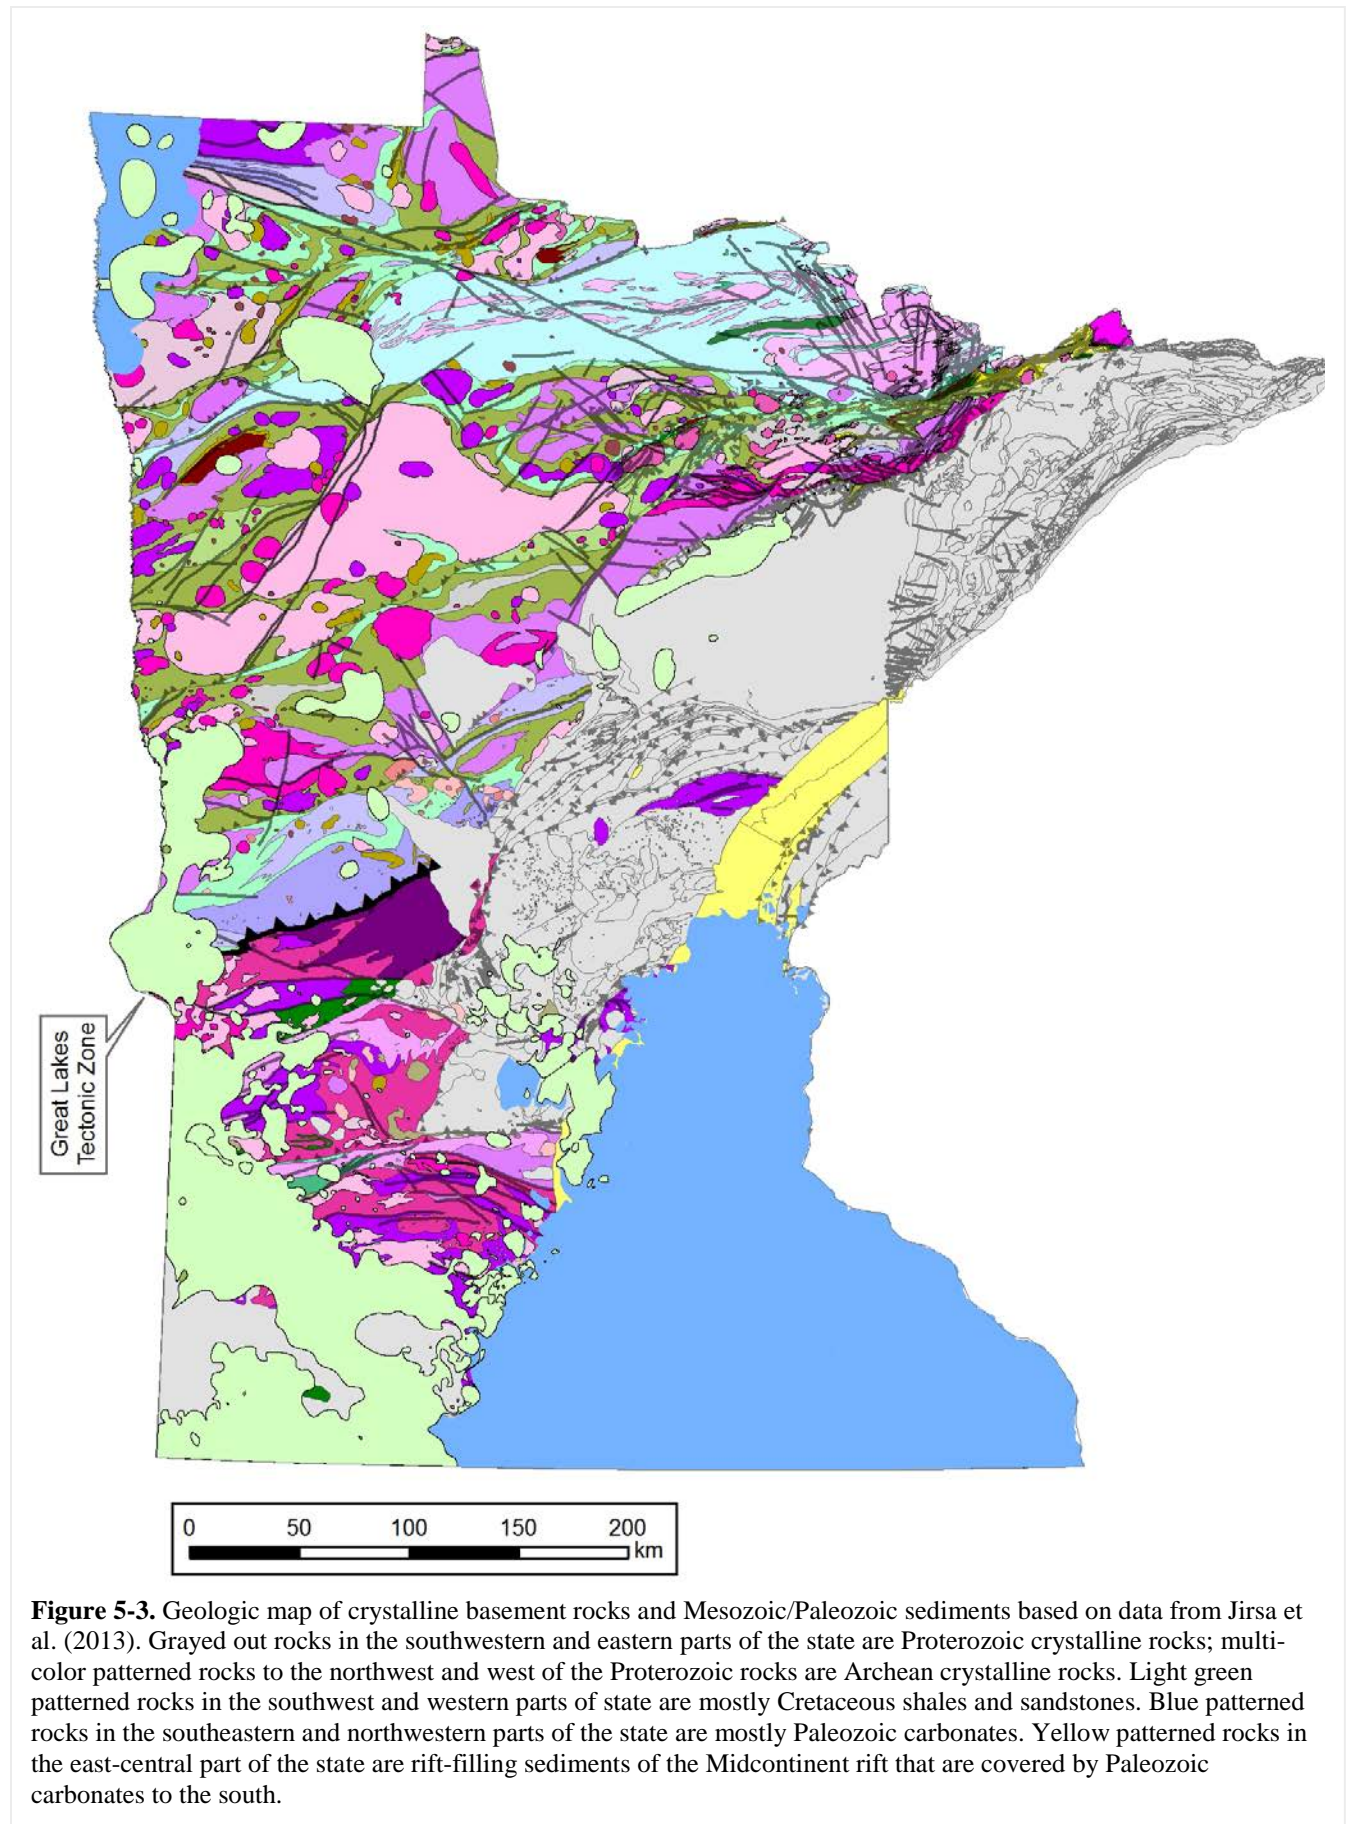 Great Lakes
Tectonic Zone
0 50 100 150 200
km
Figure 5-3. Geologic map of crystalline basement rocks and Mesozoic/Paleozoic sediments based on data from Jirsa et
al. (2013). Grayed out rocks in the southwestern and eastern parts of the state are Proterozoic crystalline rocks; multi-
color patterned rocks to the northwest and west of the Proterozoic rocks are Archean crystalline rocks. Light green
patterned rocks in the southwest and western parts of state are mostly Cretaceous shales and sandstones. Blue patterned
rocks in the southeastern and northwestern parts of the state are mostly Paleozoic carbonates. Yellow patterned rocks in
the east-central part of the state are rift-filling sediments of the Midcontinent rift that are covered by Paleozoic
carbonates to the south.